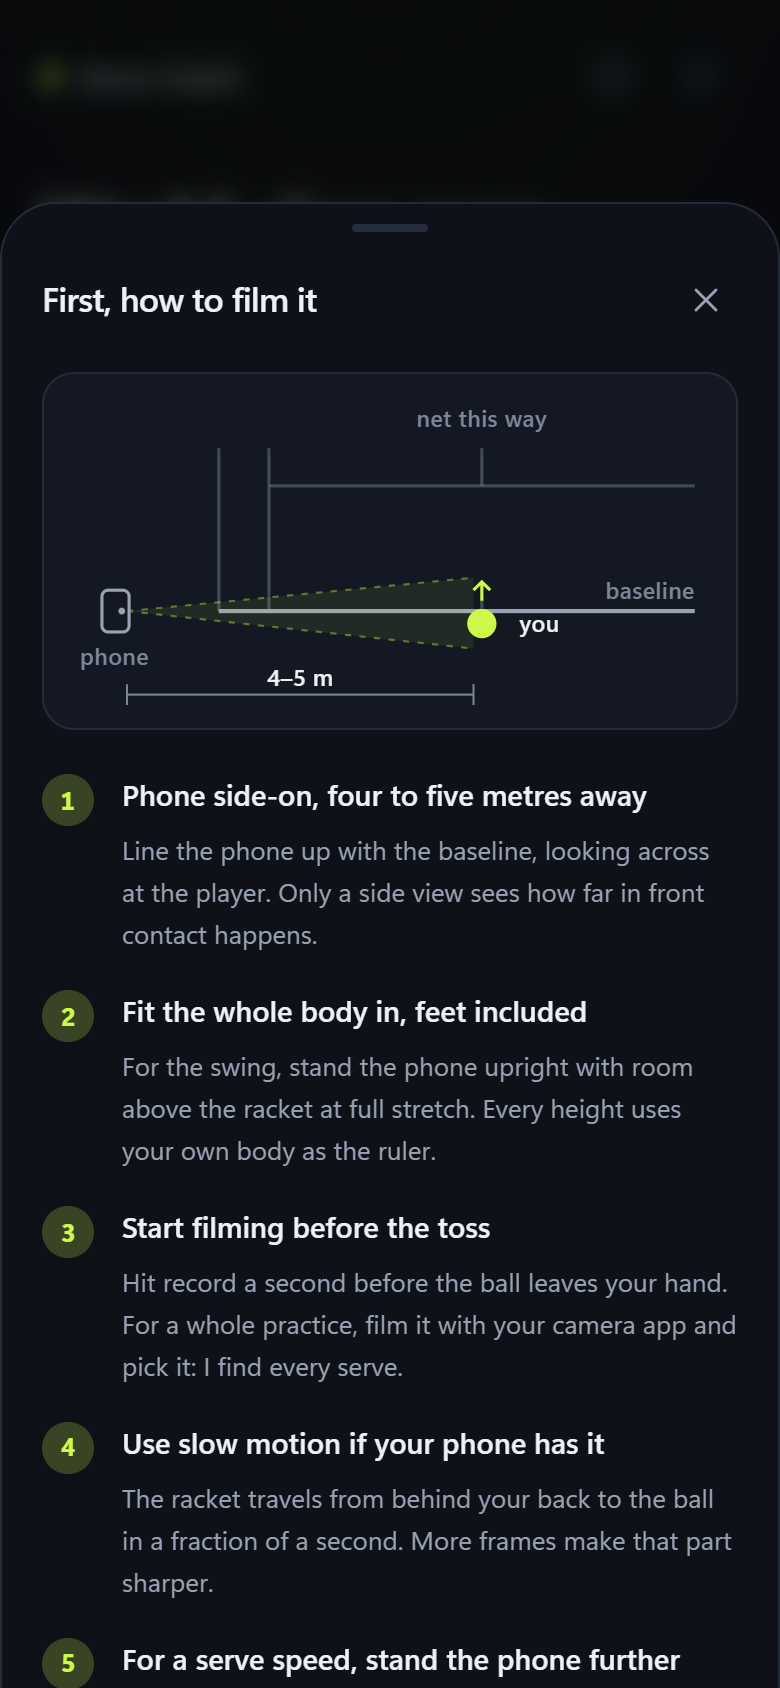 First, how to film it
net this way
baseline
you
phone
4–5 m
1
Phone side-on, four to five metres away
Line the phone up with the baseline, looking across
at the player. Only a side view sees how far in front
contact happens.
2
Fit the whole body in, feet included
For the swing, stand the phone upright with room
above the racket at full stretch. Every height uses
your own body as the ruler.
3
Start filming before the toss
Hit record a second before the ball leaves your hand.
For a whole practice, film it with your camera app and
pick it: I find every serve.
4
Use slow motion if your phone has it
The racket travels from behind your back to the ball
in a fraction of a second. More frames make that part
sharper.
5
For a serve speed, stand the phone further